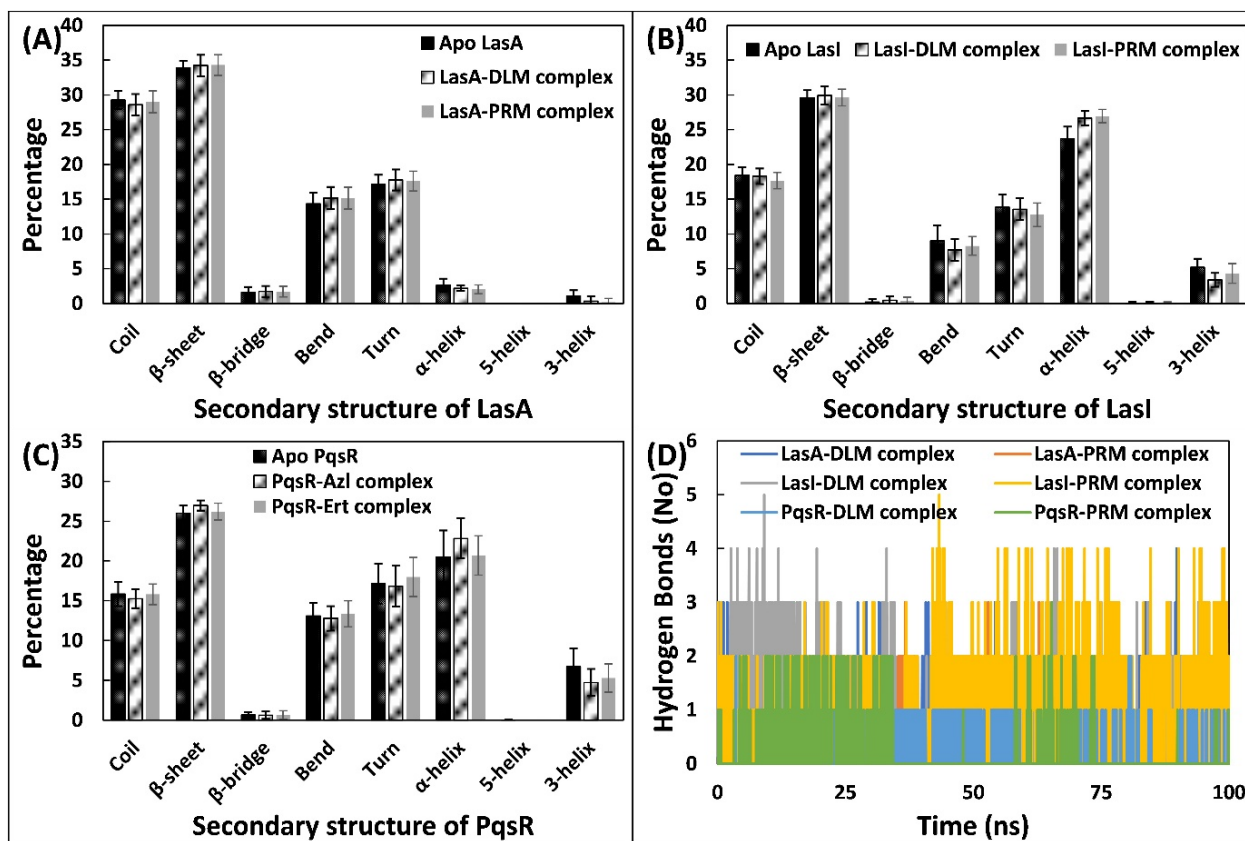 (A)
40
35
30
25
20
15
10
5
0
Percentage
Apo LasA
LasA-DLM complex
LasA-PRM complex
Coil
β-sheet
β-bridge
Bend
Turn
α-helix
5-helix
3-helix
Secondary structure of LasA
(B)
40
35
30
25
20
15
10
5
0
Percentage
Apo LasI LasI-DLM complex LasI-PRM complex
Coil
β-sheet
β-bridge
Bend
Turn
α-helix
5-helix
3-helix
Secondary structure of LasI
(C)
35
30
25
20
15
10
5
0
Percentage
Apo PqsR
PqsR-Azl complex
PqsR-Ert complex
Coil
β-sheet
β-bridge
Bend
Turn
α-helix
5-helix
3-helix
Secondary structure of PqsR
(D)
6
5
4
3
2
1
0
Hydrogen Bonds (No)
LasA-DLM complex LasA-PRM complex
LasI-DLM complex LasI-PRM complex
PqsR-DLM complex PqsR-PRM complex
0 25 50 75 100
Time (ns)